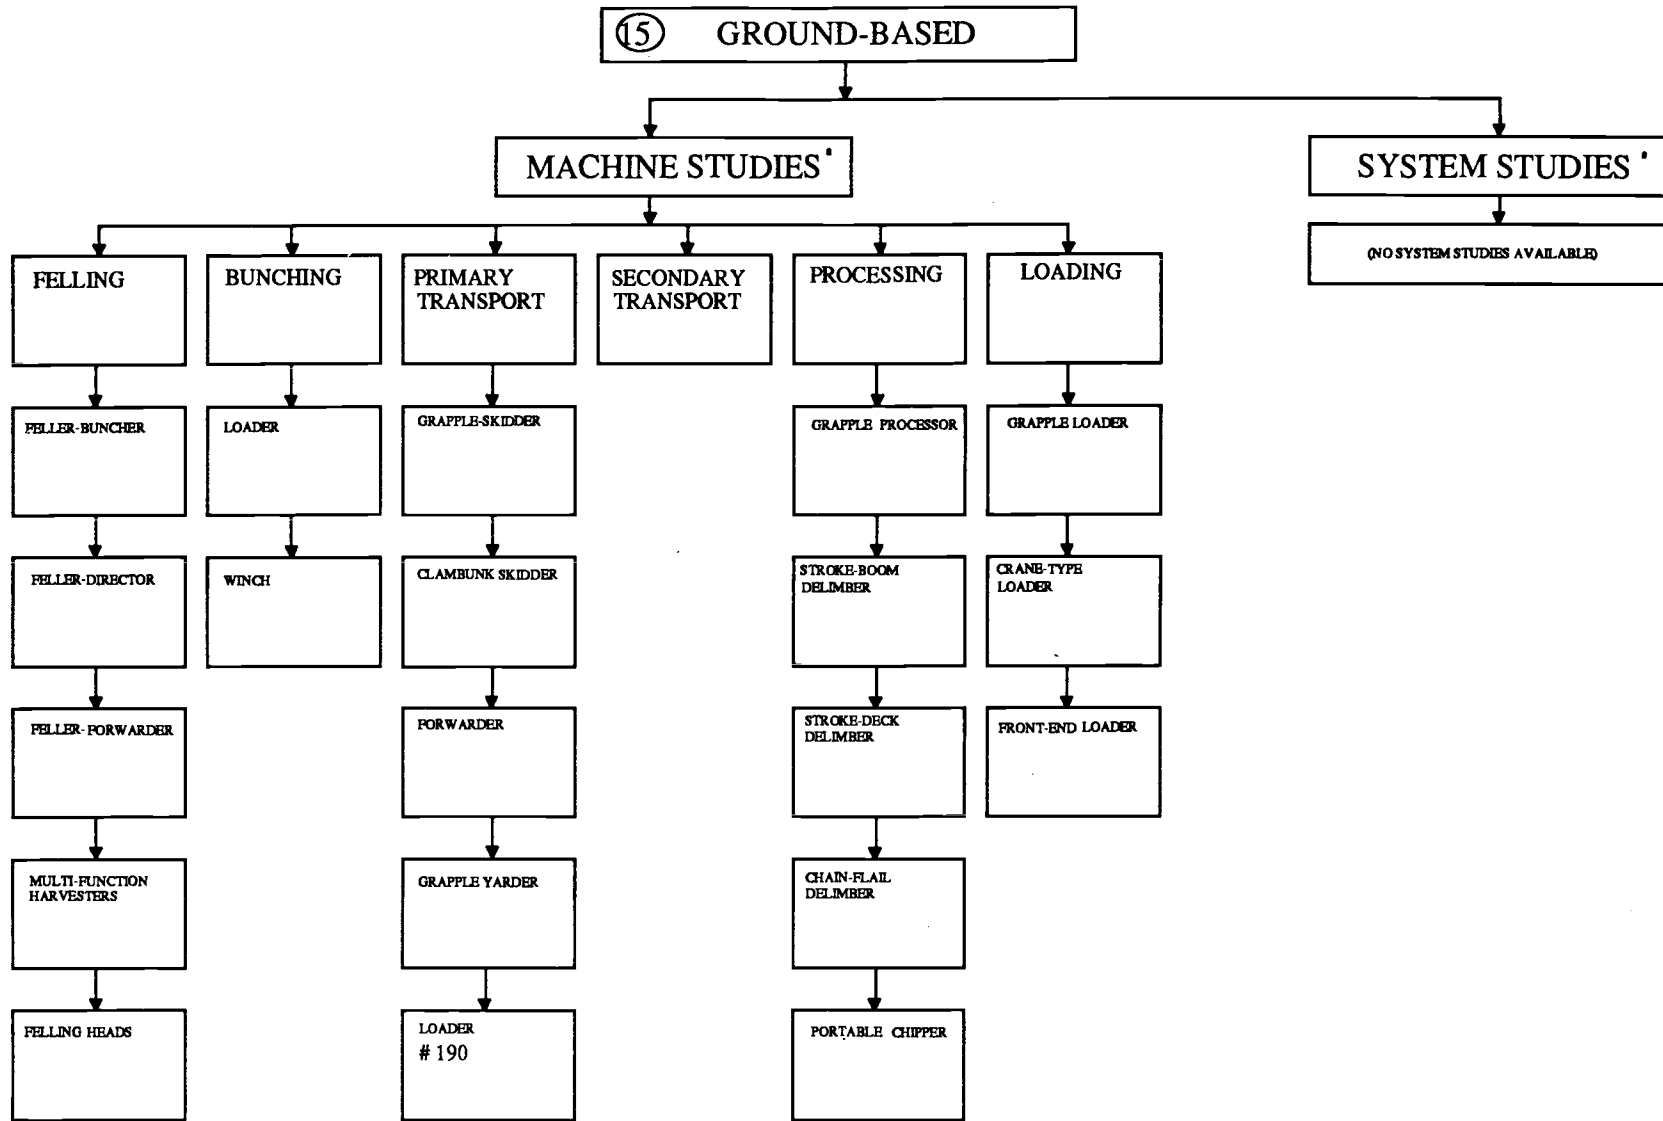 15 GROUND-BASED
MACHINE STUDIES
SYSTEM STUDIES
(NO SYSTEM STUDIES AVAILABLE)
FELLING
BUNCHING
PRIMARY
TRANSPORT
SECONDARY
TRANSPORT
PROCESSING
LOADING
FELLER-BUNCHER
LOADER
GRAPPLE-SKIDDER
GRAPPLE PROCESSOR
GRAPPLE LOADER
FELLER-DIRECTOR
WINCH
CLAMBUNK SKIDDER
STROKE-BOOM
DELIMBER
CRANE-TYPE
LOADER
FELLER-FORWARDER
FORWARDER
STROKE-DECK
DELIMBER
FRONT-END LOADER
MULTI-FUNCTION
HARVESTERS
GRAPPLE YARDER
CHAIN-FLAIL
DELIMBER
FELLING HEADS
LOADER
# 190
PORTABLE CHIPPER